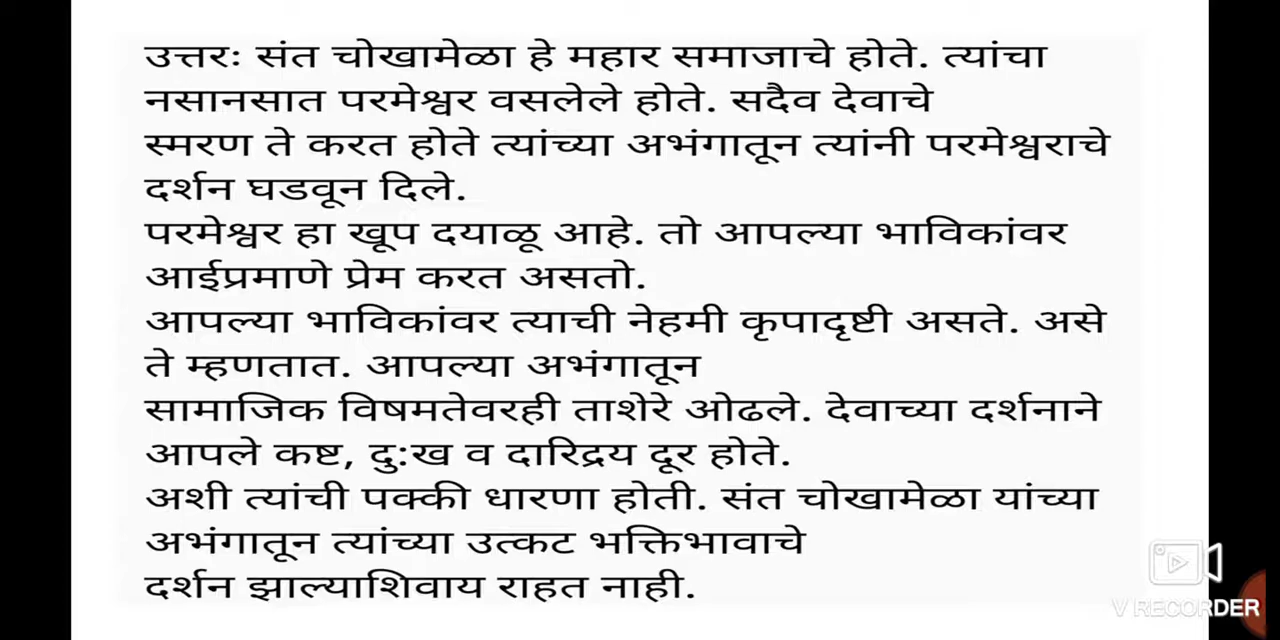 उत्तरः संत चोखामेळा हे महार समाजाचे होते. त्यांचा
नसानसात परमेश्वर वसलेले होते. सदैव देवाचे
स्मरण ते करत होते त्यांच्या अभंगातून त्यांनी परमेश्वराचे
दर्शन घडवून दिले.
परमेश्वर हा खूप दयाळू आहे. तो आपल्या भाविकांवर
आईप्रमाणे प्रेम करत असतो.
आपल्या भाविकांवर त्याची नेहमी कृपादृष्टी असते. असे
ते म्हणतात. आपल्या अभंगातून
सामाजिक विषमतेवरही ताशेरे ओढले. देवाच्या दर्शनाने
आपले कष्ट, दुःख व दारिद्रय दूर होते.
अशी त्यांची पक्की धारणा होती. संत चोखामेळा यांच्या
अभंगातून त्यांच्या उत्कट भक्तिभावाचे
दर्शन झाल्याशिवाय राहत नाही.
V RECORDER